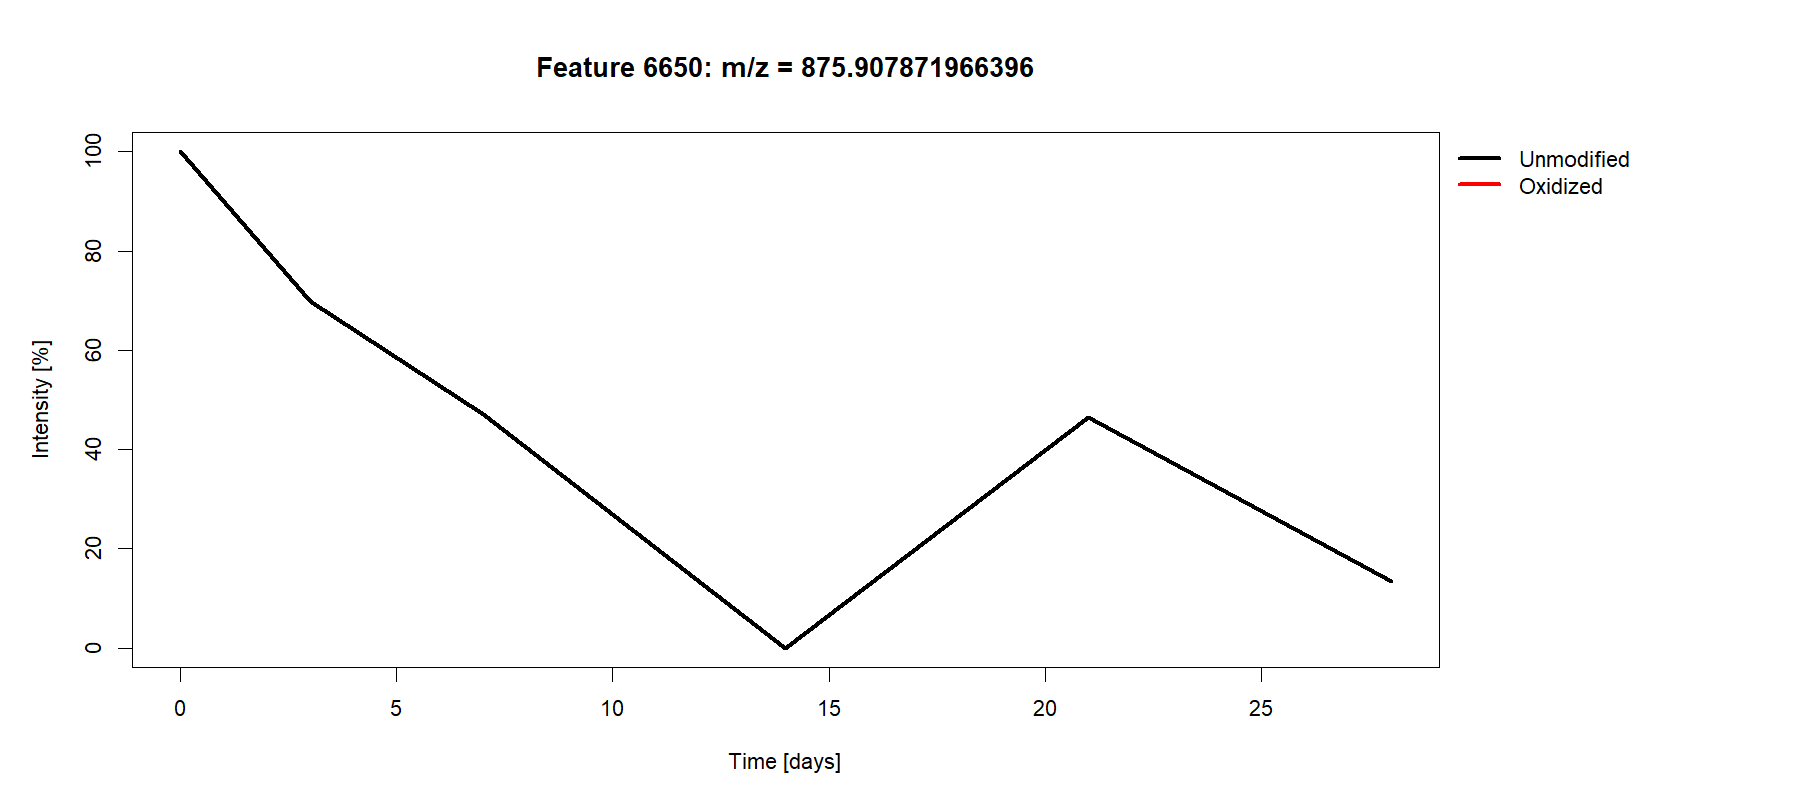 Feature 6650: m/z = 875.907871966396
Unmodified
Oxidized
Intensity [%]
100
80
60
40
20
0
0 5 10 15 20 25
Time [days]